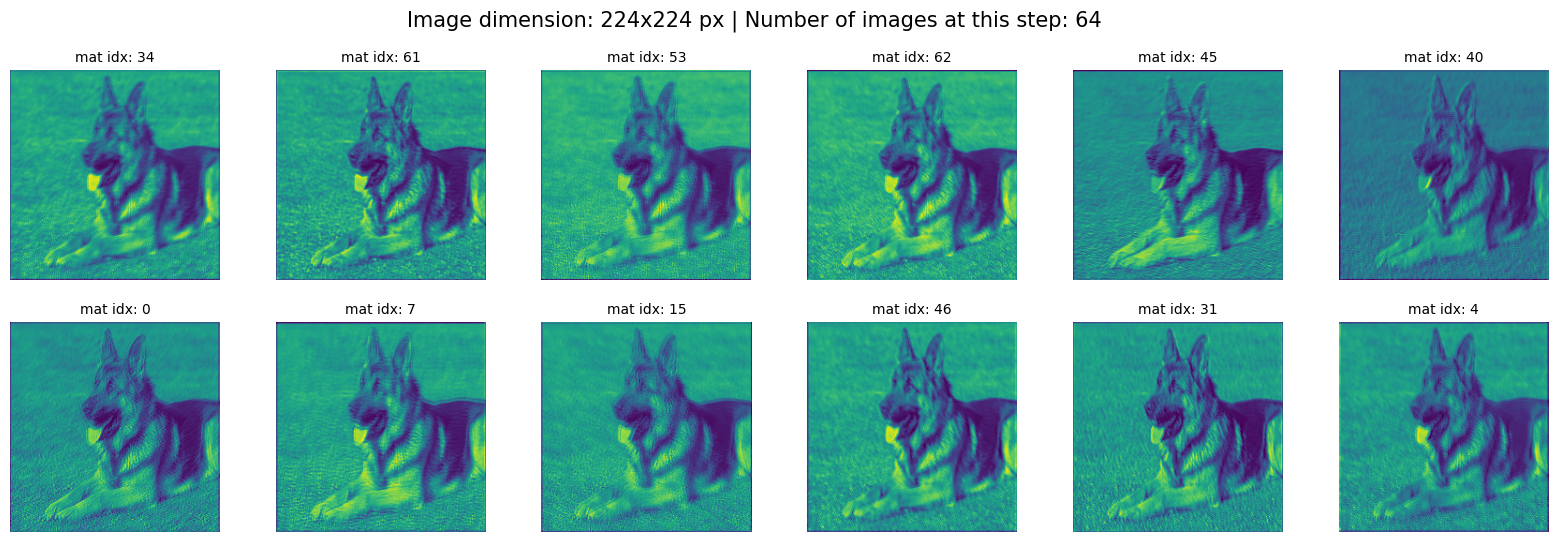 Image dimension: 224x224 px | Number of images at this step: 64
mat idx: 34
mat idx: 61
mat idx: 53
mat idx: 62
mat idx: 45
mat idx: 40
mat idx: 0
mat idx: 7
mat idx: 15
mat idx: 46
mat idx: 31
mat idx: 4